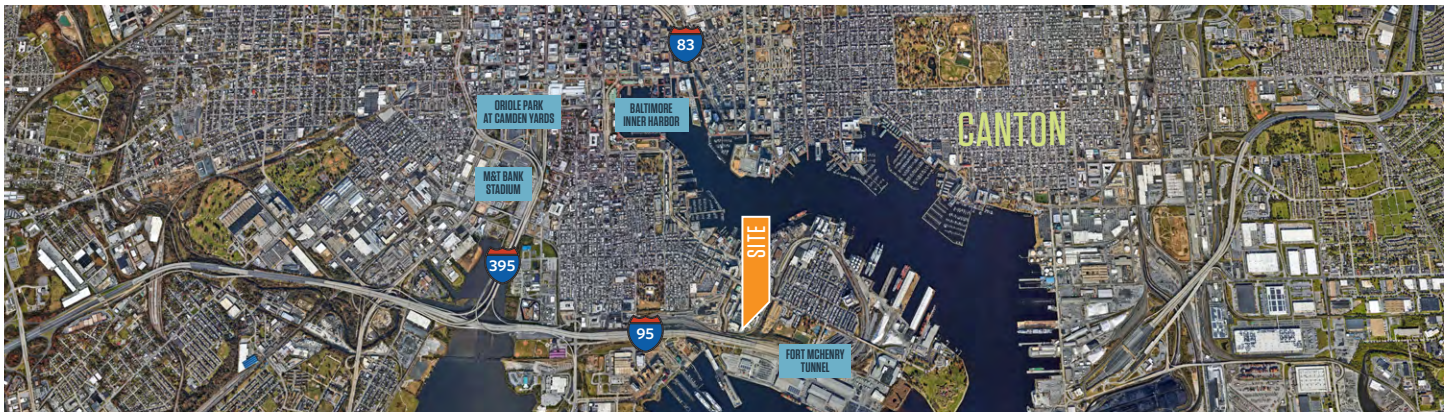 83
ORIOLE PARK
AT CAMDEN YARDS
BALTIMORE
INNER HARBOR
CANTON
M&T BANK
STADIUM
SITE
395
95
FORT MCHENRY
TUNNEL